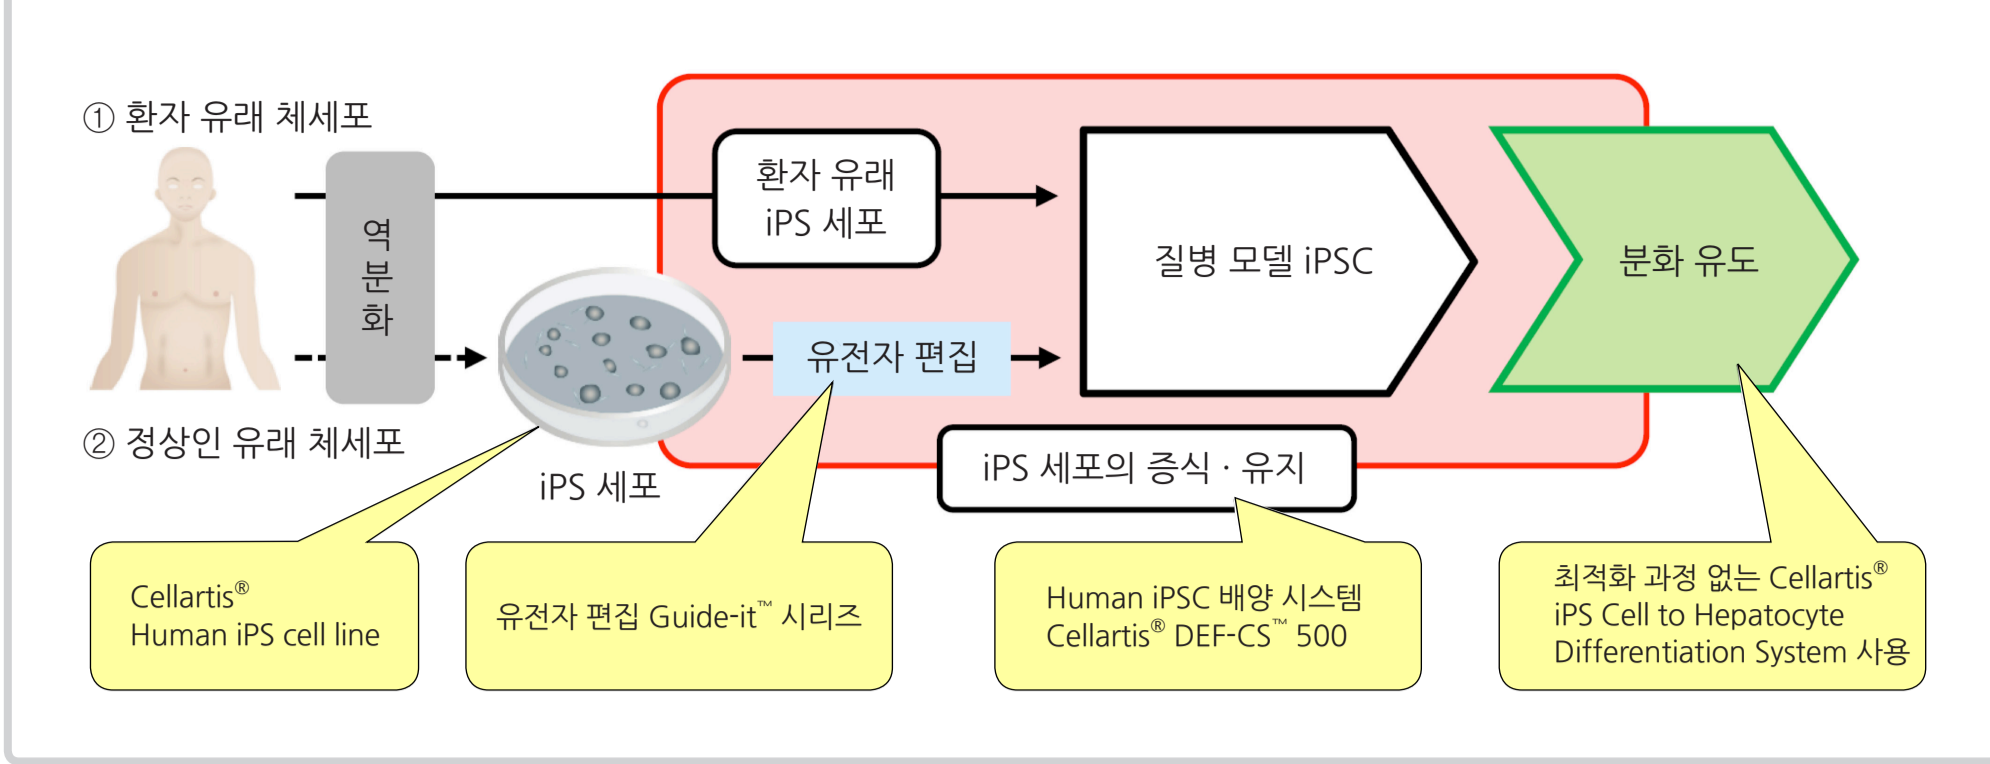 ① 환자 유래 체세포
역
분
화
② 정상인 유래 체세포
환자 유래
iPS 세포
iPS 세포
유전자 편집
질병 모델 iPSC
분화 유도
iPS 세포의 증식 · 유지
Cellartis®
Human iPS cell line
유전자 편집 Guide-it™ 시리즈
Human iPSC 배양 시스템
Cellartis® DEF-CS™ 500
최적화 과정 없는 Cellartis®
iPS Cell to Hepatocyte
Differentiation System 사용